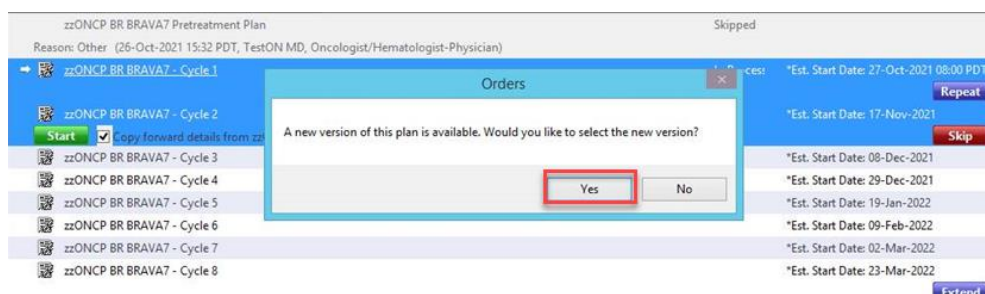 zzONCP BR BRAVA7 Pretreatment Plan Skipped
Reason: Other (26-Oct-2021 15:32 PDT, TestON MD, Oncologist/Hematologist-Physician)
zzONCP BR BRAVA7 - Cycle 1 *Est. Start Date: 27-Oct-2021 08:00 PDT
Repeat
Orders
zzONCP BR BRAVA7 - Cycle 2 *Est. Start Date: 17-Nov-2021
Start Copy forward details from Skip
A new version of this plan is available. Would you like to select the new version?
Yes No
zzONCP BR BRAVA7 - Cycle 3 *Est. Start Date: 08-Dec-2021
zzONCP BR BRAVA7 - Cycle 4 *Est. Start Date: 29-Dec-2021
zzONCP BR BRAVA7 - Cycle 5 *Est. Start Date: 19-Jan-2022
zzONCP BR BRAVA7 - Cycle 6 *Est. Start Date: 09-Feb-2022
zzONCP BR BRAVA7 - Cycle 7 *Est. Start Date: 02-Mar-2022
zzONCP BR BRAVA7 - Cycle 8 *Est. Start Date: 23-Mar-2022
Extend